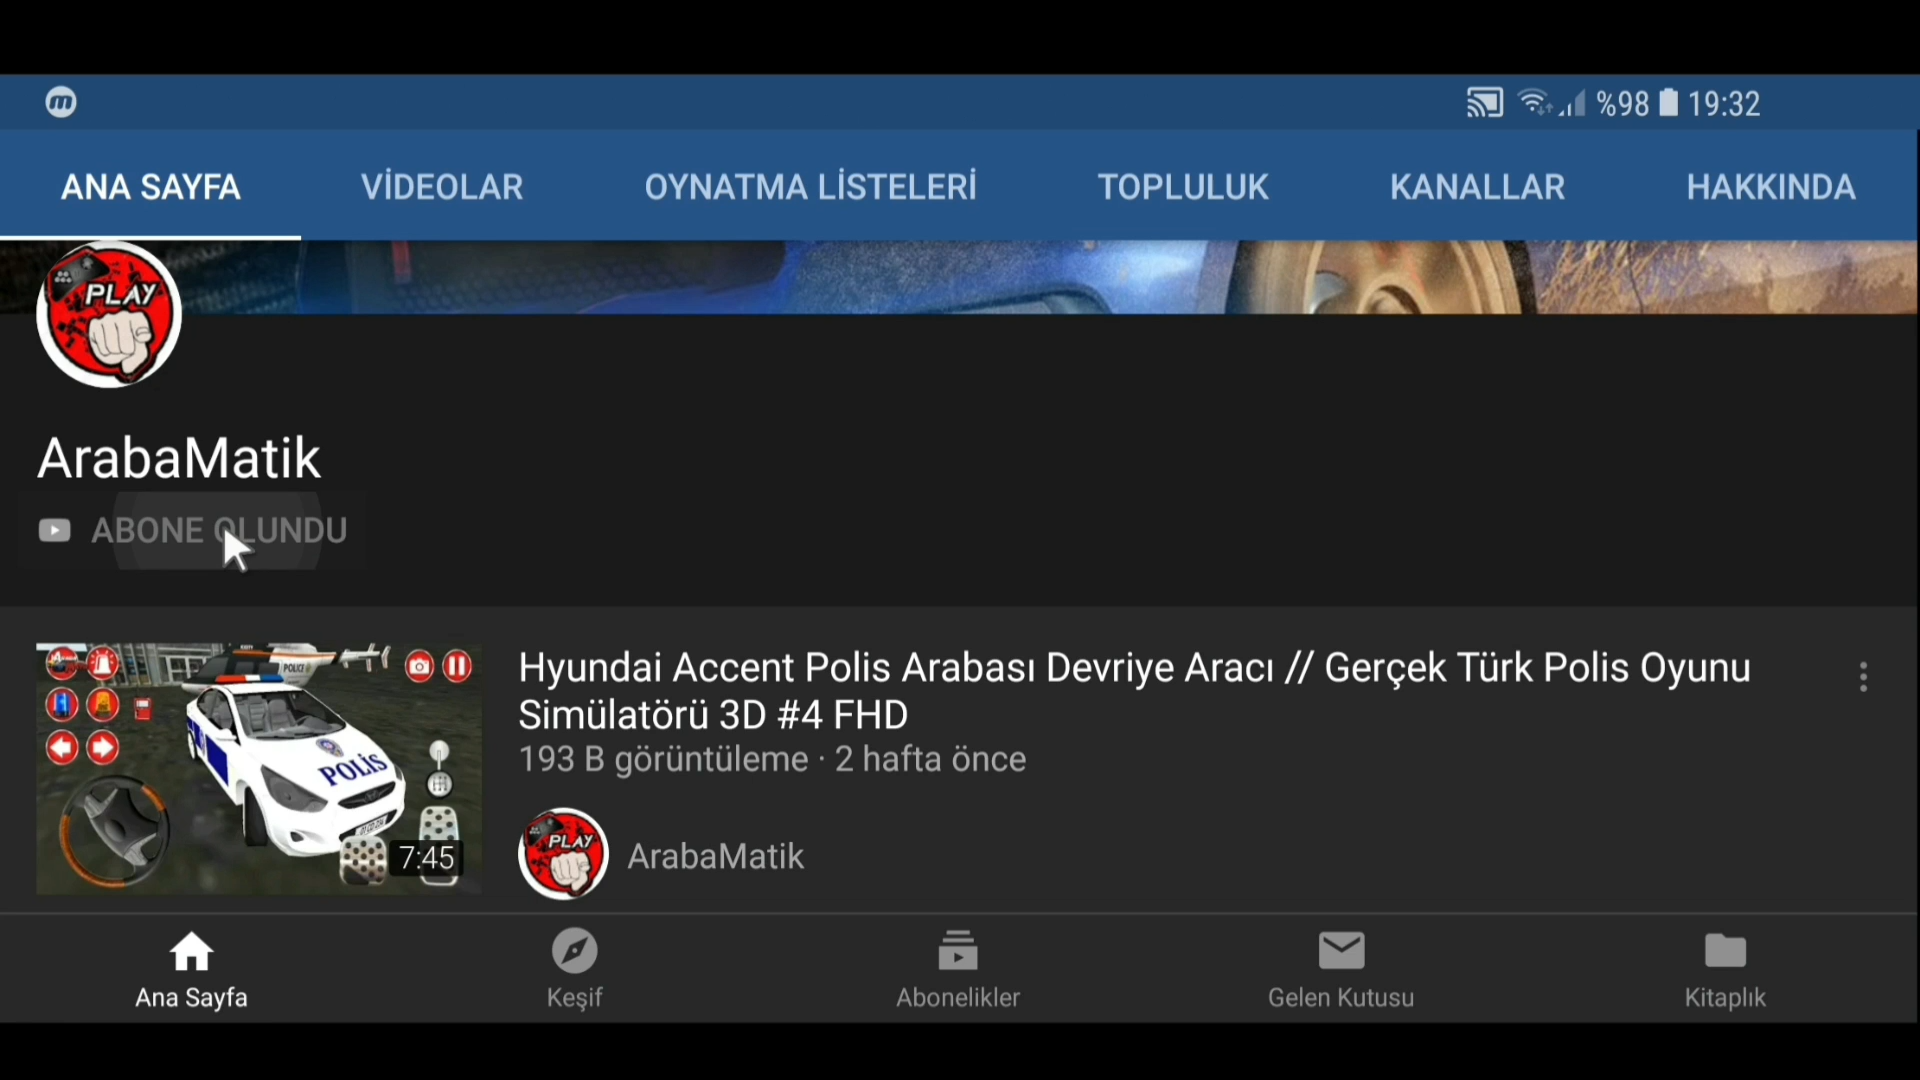 %98 19:32
ANA SAYFA VİDEOLAR OYNATMA LİSTELERİ TOPLULUK KANALLAR HAKKINDA
PLAY
ArabaMatik
ABONE OLUNDU
Hyundai Accent Polis Arabası Devriye Aracı // Gerçek Türk Polis Oyunu
Simülatörü 3D #4 FHD
193 B görüntüleme · 2 hafta önce
POLICE
POLİS
7:45
PLAY
ArabaMatik
Ana Sayfa Keşif Abonelikler Gelen Kutusu Kitaplık